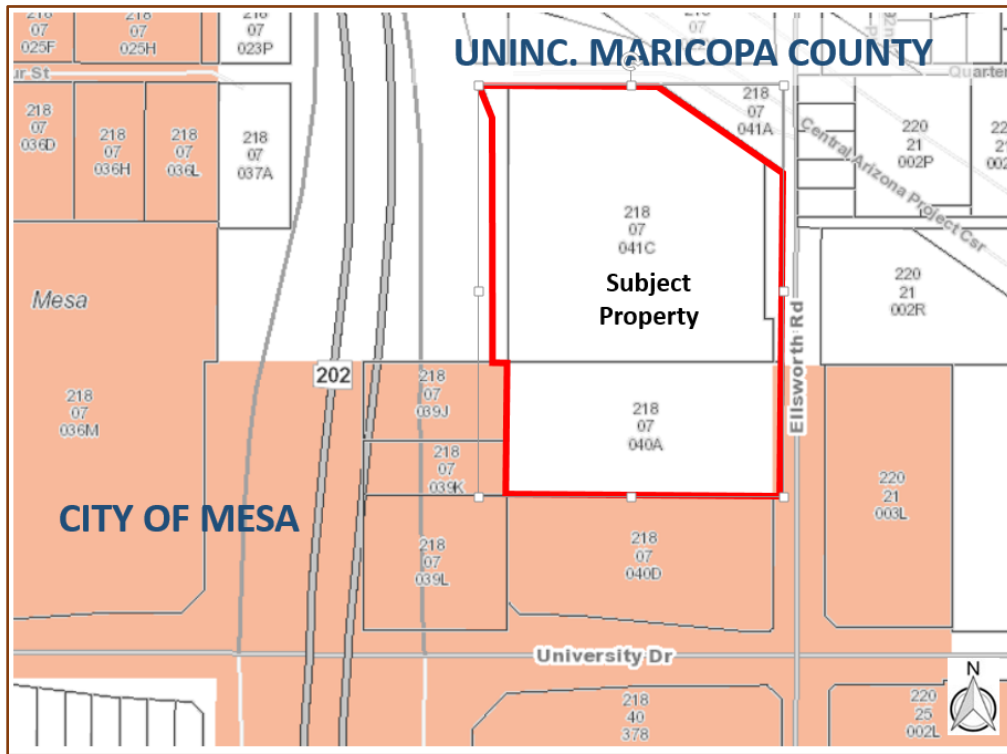 218
07
025F
218
07
025H
218
07
023P
UNINC. MARICOPA COUNTY
ur St
Quarter
218
07
036D
218
07
036H
218
07
036L
218
07
037A
218
07
041A
220
21
002P
Central Arizona Project Csr
218
07
041C
Subject
Property
220
21
002R
Mesa
202
Ellsworth Rd
218
07
036M
218
07
039J
218
07
040A
218
07
039K
220
21
003L
CITY OF MESA
218
07
039L
218
07
040D
University Dr
N
218
40
378
220
25
002L